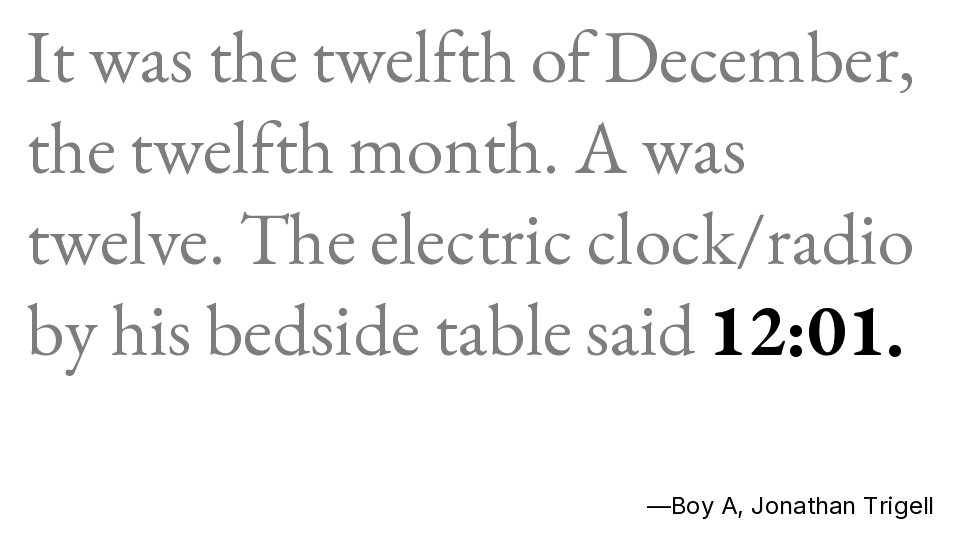 It was the twelfth of December,
the twelfth month. A was
twelve. The electric clock/radio
by his bedside table said 12:01.
—Boy A, Jonathan Trigell